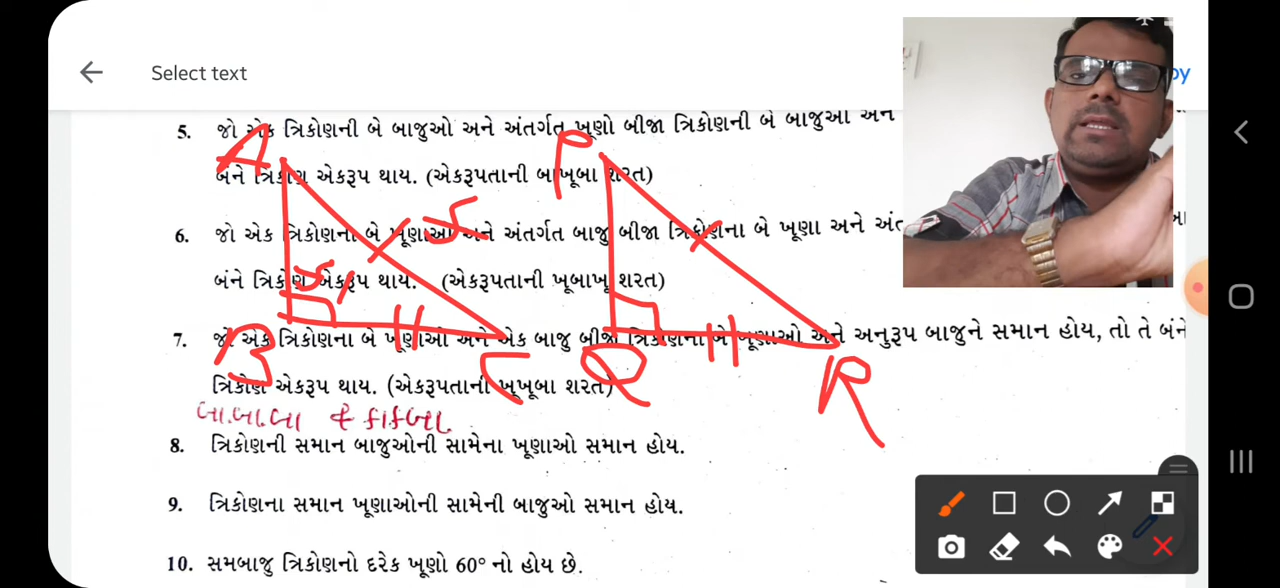 Select text
py
5. જો એક ત્રિકોણની બે બાજુઓ અને અંતર્ગત ખૂણો બીજા ત્રિકોણની બે બાજુઓ અને
બંને ત્રિકોણ એકરૂપ થાય. (એકરૂપતાની બાખૂબા શરત)
6. જો એક ત્રિકોણના બે ખૂણાઓ અને અંતર્ગત બાજુ બીજા ત્રિકોણના બે ખૂણા અને
બંને ત્રિકોણ એકરૂપ થાય. (એકરૂપતાની ખૂબાખૂ શરત)
7. જો એક ત્રિકોણના બે ખૂણાઓ અને એક બાજુ બીજા ત્રિકોણના બે ખૂણાઓ અને અનુરૂપ બાજુને સમાન હોય, તો તે બંને
ત્રિકોણ એકરૂપ થાય. (એકરૂપતાની ખૂખૂબા શરત)
બા.બા.બા
8. ત્રિકોણની સમાન બાજુઓની સામેના ખૂણાઓ સમાન હોય.
9. ત્રિકોણના સમાન ખૂણાઓની સામેની બાજુઓ સમાન હોય.
10. સમબાજુ ત્રિકોણનો દરેક ખૂણો 60° નો હોય છે.
A P
B C Q R